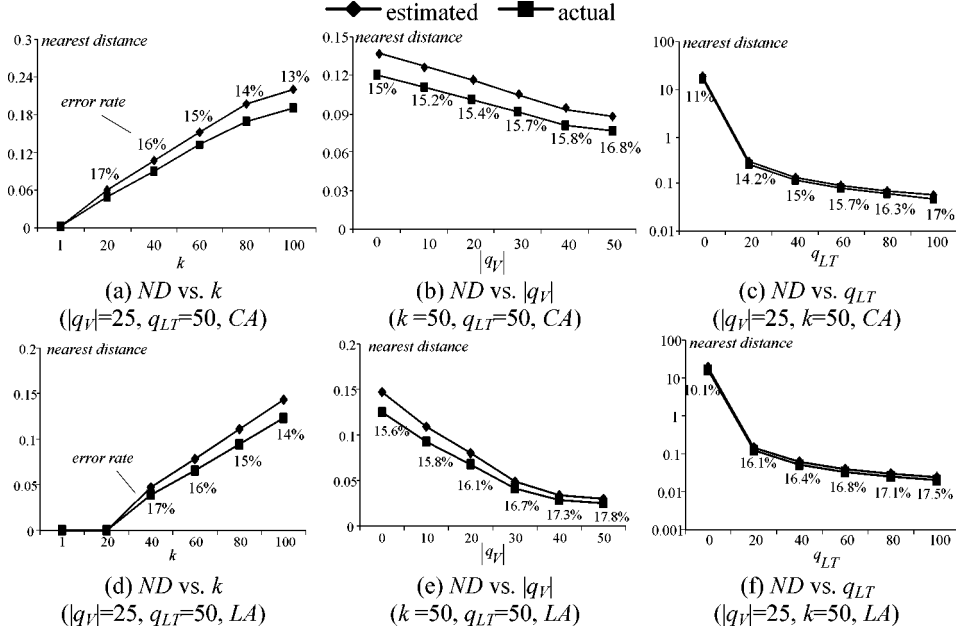 estimated actual
nearest distance
0.3
0.24
0.18
0.12
0.06
0
error rate
17%
16%
15%
14%
13%
1 20 40 60 80 100
k
(a) ND vs. k
(|qV|=25, qLT=50, CA)
nearest distance
0.15
0.12
0.09
0.06
0.03
0
15%
15.2%
15.4%
15.7%
15.8%
16.8%
0 10 20 30 40 50
|qV|
(b) ND vs. |qV|
(k =50, qLT=50, CA)
nearest distance
100
10
1
0.1
0.01
11%
14.2%
15%
15.7%
16.3%
17%
0 20 40 60 80 100
qLT
(c) ND vs. qLT
(|qV|=25, k=50, CA)
nearest distance
0.2
0.15
0.1
0.05
0
error rate
17%
16%
15%
14%
1 20 40 60 80 100
k
(d) ND vs. k
(|qV|=25, qLT=50, LA)
nearest distance
0.2
0.15
0.1
0.05
0
15.6%
15.8%
16.1%
16.7%
17.3%
17.8%
0 10 20 30 40 50
|qV|
(e) ND vs. |qV|
(k =50, qLT=50, LA)
nearest distance
100
10
1
0.1
0.01
0.001
10.1%
16.1%
16.4%
16.8%
17.1%
17.5%
0 20 40 60 80 100
qLT
(f) ND vs. qLT
(|qV|=25, k=50, LA)